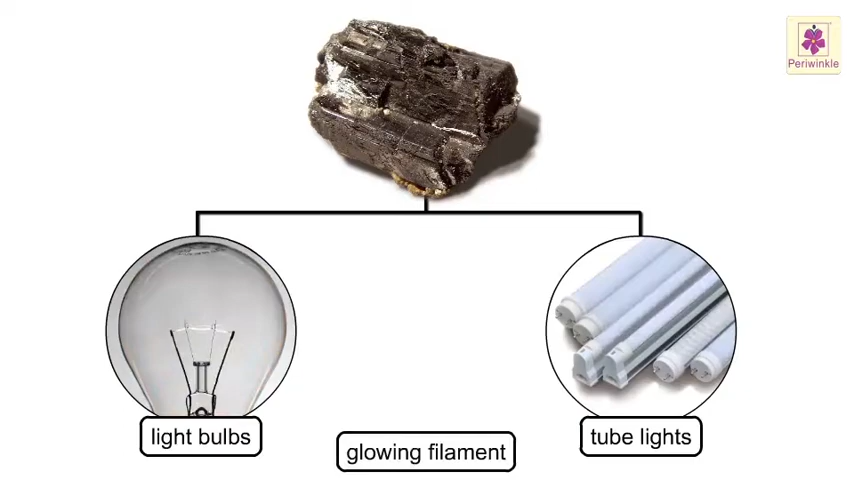 Periwinkle
light bulbs
glowing filament
tube lights